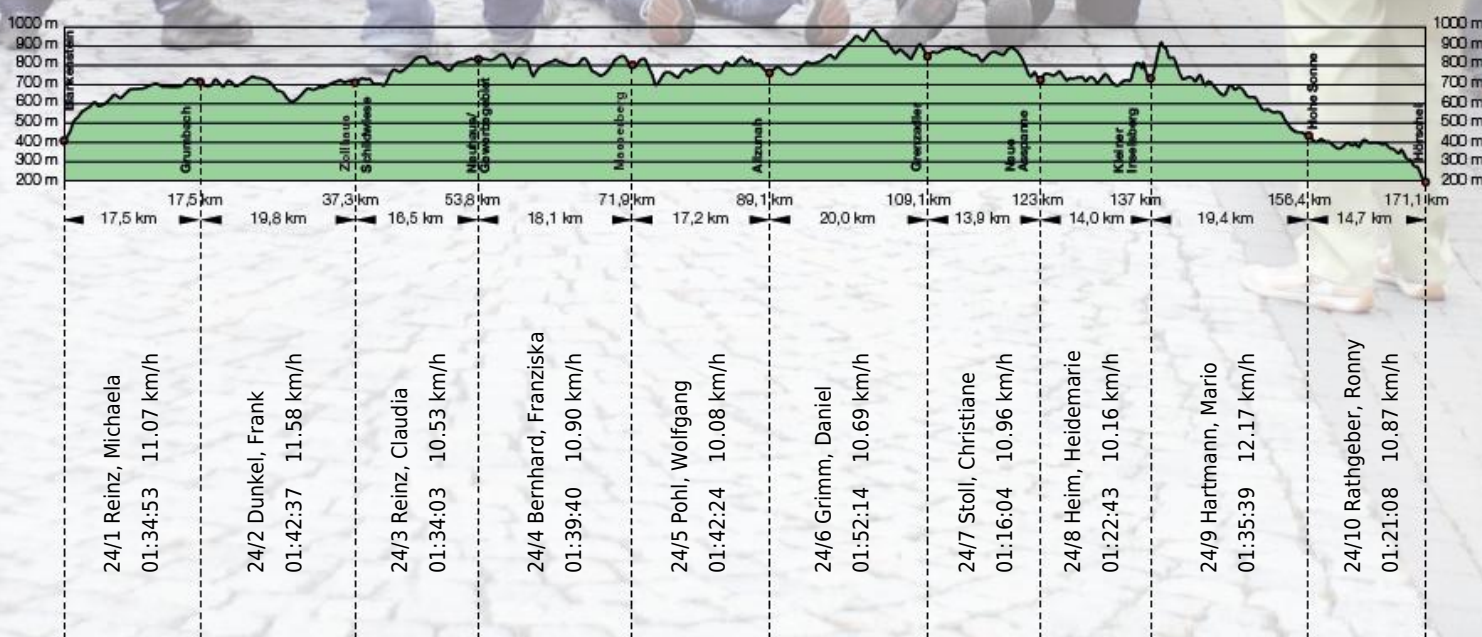 1000 m
900 m
800 m
700 m
600 m
500 m
400 m
300 m
200 m
1000 m
900 m
800 m
700 m
600 m
500 m
400 m
300 m
200 m
Blankenstein
Grumbach
Zollhaus
Schildwiese
Neuhaus/
Masserberg
Allzunah
Grenzadler
Neue
Ausspanne
Kleiner
Inselsberg
Hohe Sonne
Hörschel
17,5 km
37,3 km
53,8 km
71,9 km
89,1 km
109,1 km
123 km
137 km
156,4 km
171,1 km
17,5 km
19,8 km
16,5 km
18,1 km
17,2 km
20,0 km
13,9 km
14,0 km
19,4 km
14,7 km
24/1 Reinz, Michaela
01:34:53 11.07 km/h
24/2 Dunkel, Frank
01:42:37 11.58 km/h
24/3 Reinz, Claudia
01:34:03 10.53 km/h
24/4 Bernhard, Franziska
01:39:40 10.90 km/h
24/5 Pohl, Wolfgang
01:42:24 10.08 km/h
24/6 Grimm, Daniel
01:52:14 10.69 km/h
24/7 Stoll, Christiane
01:16:04 10.96 km/h
24/8 Heim, Heidemarie
01:22:43 10.16 km/h
24/9 Hartmann, Mario
01:35:39 12.17 km/h
24/10 Rathgeber, Ronny
01:21:08 10.87 km/h